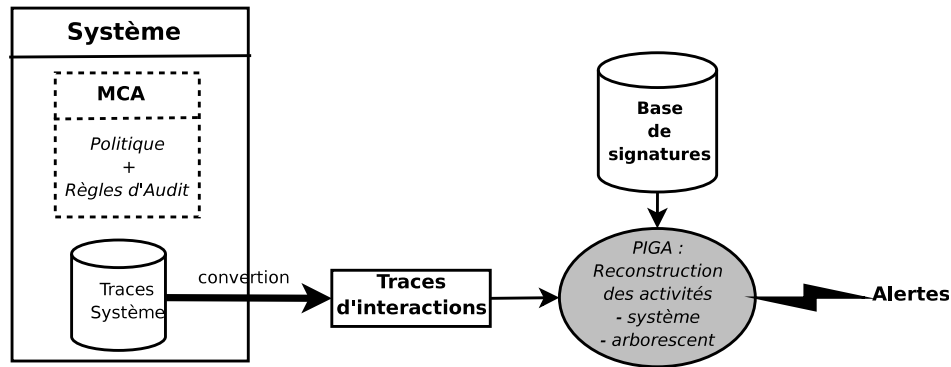 Système
MCA
Politique
+
Règles d'Audit
Traces
Système
convertion
Traces
d'interactions
Base
de
signatures
PIGA :
Reconstruction
des activités
- système
- arborescent
Alertes